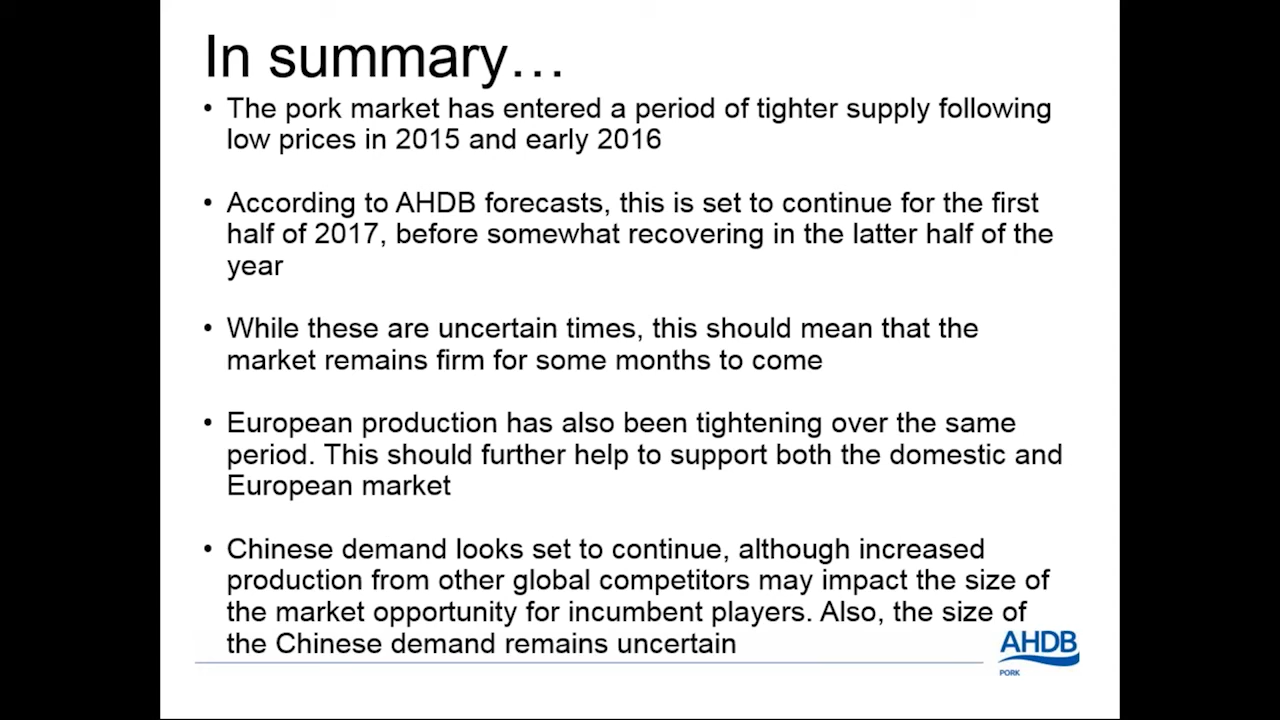 In summary…
• The pork market has entered a period of tighter supply following
low prices in 2015 and early 2016
• According to AHDB forecasts, this is set to continue for the first
half of 2017, before somewhat recovering in the latter half of the
year
• While these are uncertain times, this should mean that the
market remains firm for some months to come
• European production has also been tightening over the same
period. This should further help to support both the domestic and
European market
• Chinese demand looks set to continue, although increased
production from other global competitors may impact the size of
the market opportunity for incumbent players. Also, the size of
the Chinese demand remains uncertain
AHDB
PORK